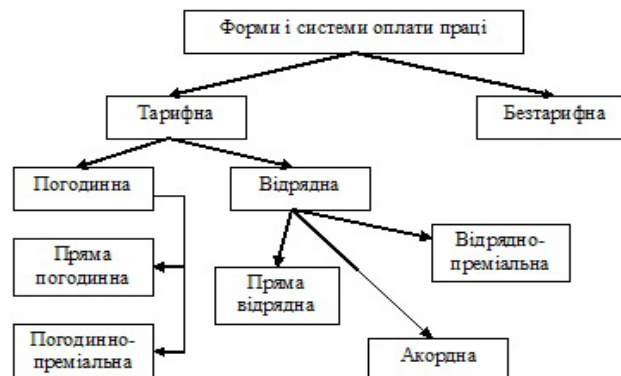 Форми і системи оплати праці
Тарифна
Безтарифна
Погодинна
Відрядна
Пряма
погодинна
Пряма
відрядна
Відрядно-
преміальна
Погодинно-
преміальна
Акордна